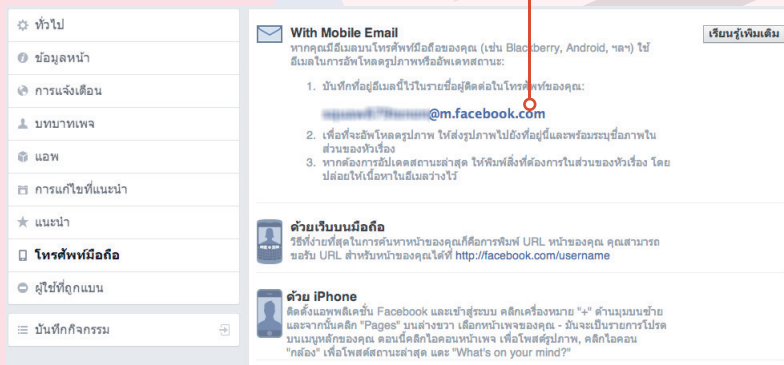 ทั่วไป
ข้อมูลหน้า
การแจ้งเตือน
บทบาทเพจ
แอพ
การแก้ไขที่แนะนำ
แนะนำ
โทรศัพท์มือถือ
ผู้ใช้ที่ถูกแบน
บันทึกกิจกรรม
With Mobile Email
เรียนรู้เพิ่มเติม
หากคุณมีอีเมลบนโทรศัพท์มือถือของคุณ (เช่น Blackberry, Android, ฯลฯ) ใช้
อีเมลในการอัพโหลดรูปภาพหรืออัพเดทสถานะ:
1. บันทึกที่อยู่อีเมลนี้ไว้ในรายชื่อผู้ติดต่อในโทรศัพท์ของคุณ:
@m.facebook.com
2. เพื่อที่จะอัพโหลดรูปภาพ ให้ส่งรูปภาพไปยังที่อยู่นี้และพร้อมระบุชื่อภาพใน
ส่วนของหัวเรื่อง
3. หากต้องการอัปเดตสถานะล่าสุด ให้พิมพ์สิ่งที่ต้องการในส่วนของหัวเรื่อง โดย
ปล่อยให้เนื้อหาในอีเมลว่างไว้
ด้วยเว็บบนมือถือ
วิธีที่ง่ายที่สุดในการค้นหาหน้าของคุณก็คือการพิมพ์ URL หน้าของคุณ คุณสามารถ
ขอรับ URL สำหรับหน้าของคุณได้ที่ http://facebook.com/username
ด้วย iPhone
ติดตั้งแอพพลิเคชั่น Facebook และเข้าสู่ระบบ คลิกเครื่องหมาย "+" ด้านมุมบนซ้าย
และจากนั้นคลิก "Pages" บนล่างขวา เลือกหน้าเพจของคุณ - มันจะเป็นรายการโปรด
บนเมนูหลักของคุณ ตอนนี้คลิกไอคอนหน้าเพจ เพื่อโพสต์รูปภาพ, คลิกไอคอน
"กล้อง" เพื่อโพสต์สถานะล่าสุด แตะ "What's on your mind?"